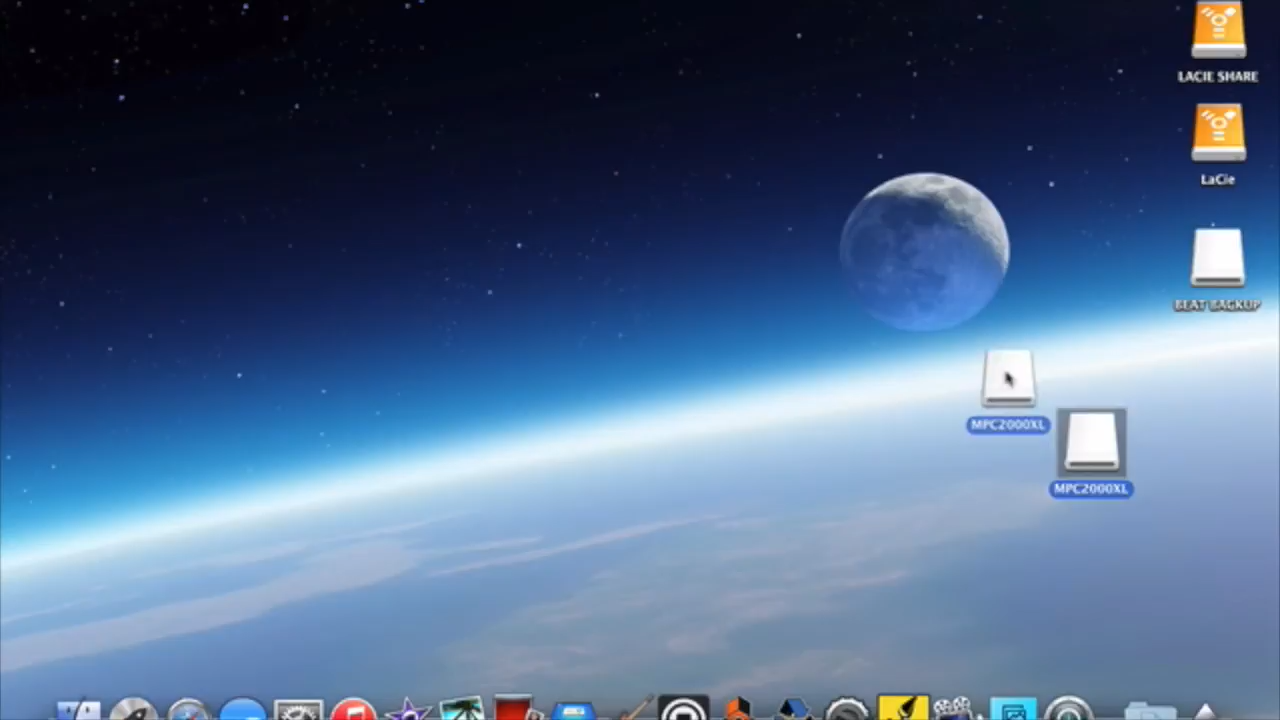 LACIE SHARE
LaCie
BEAT BACKUP
MPC2000XL
MPC2000XL